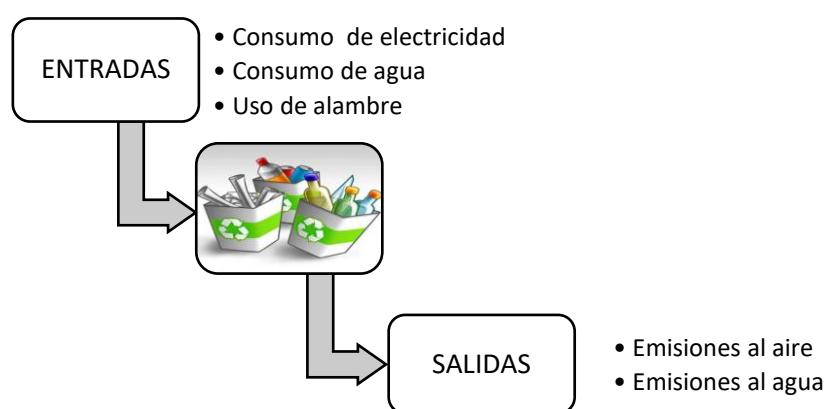 ENTRADAS
• Consumo de electricidad
• Consumo de agua
• Uso de alambre
SALIDAS
• Emisiones al aire
• Emisiones al agua